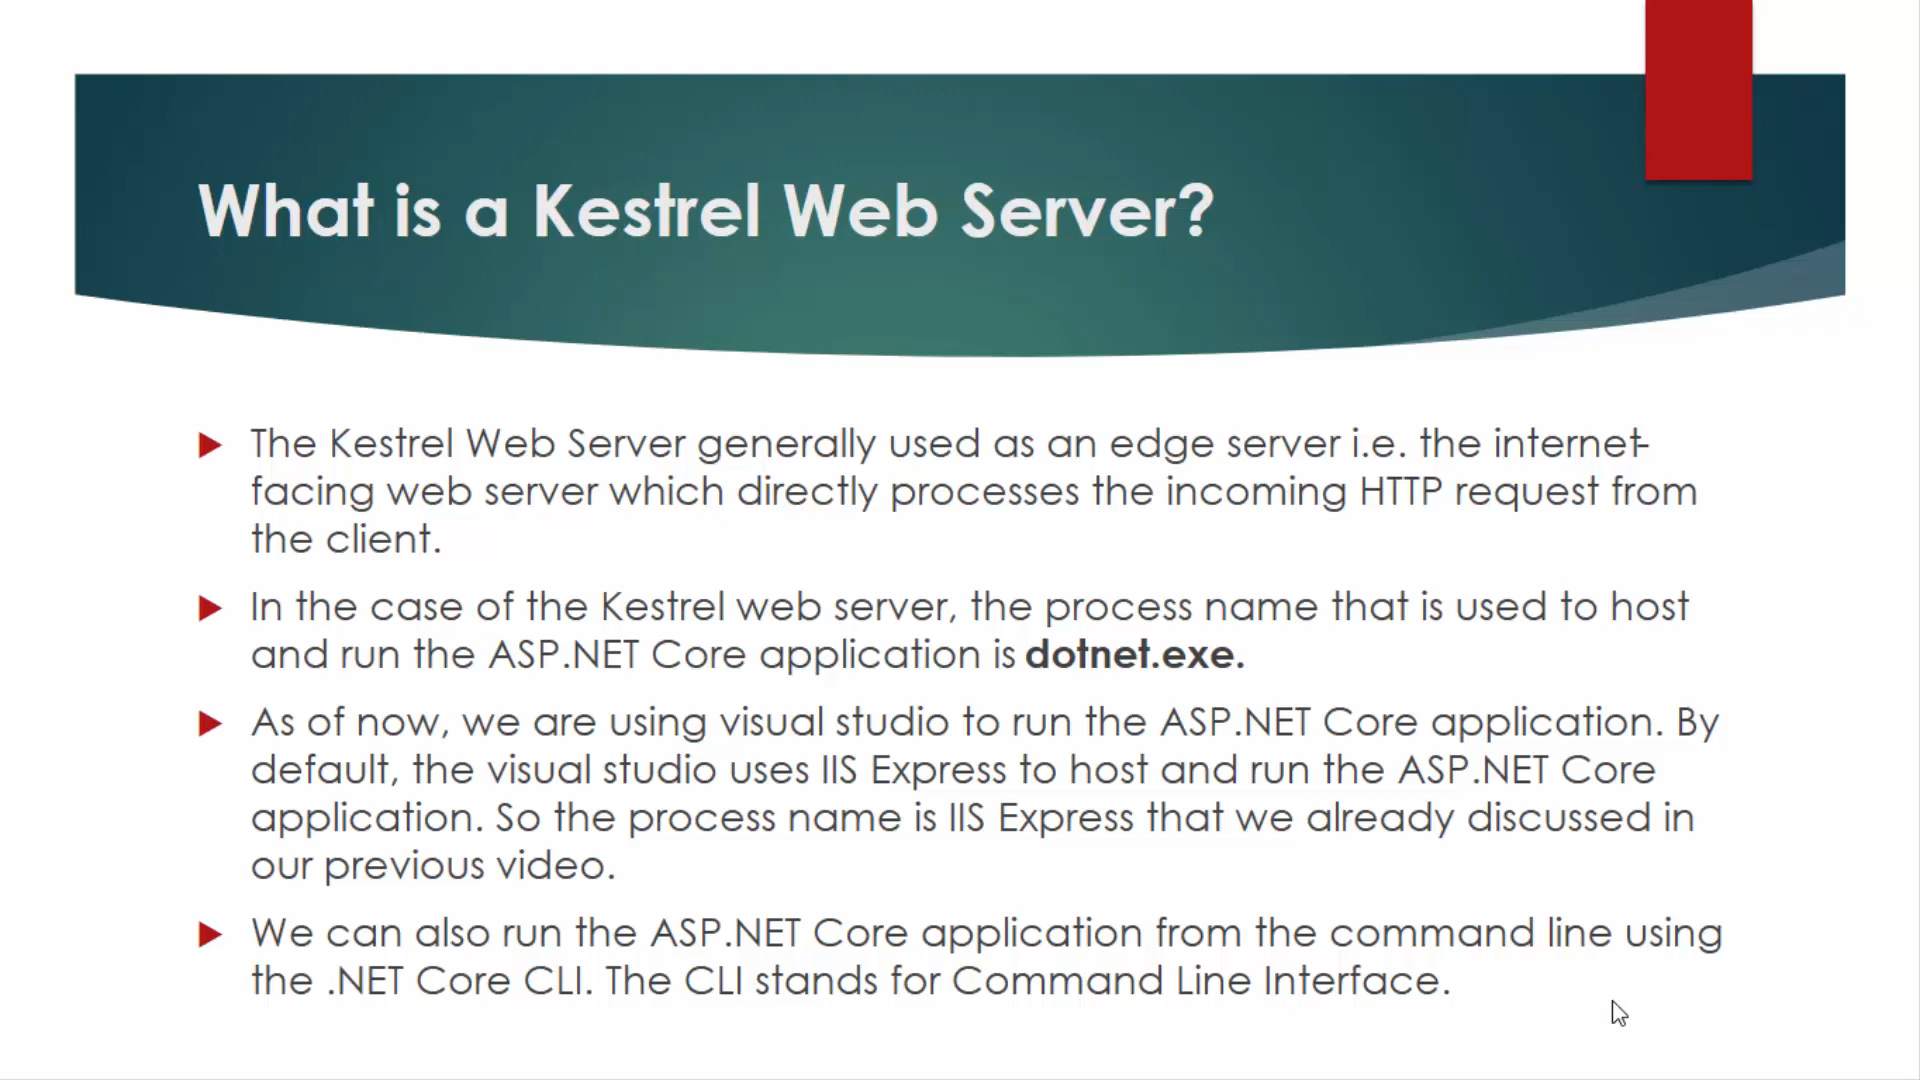 What is a Kestrel Web Server?
The Kestrel Web Server generally used as an edge server i.e. the internet-
facing web server which directly processes the incoming HTTP request from
the client.
In the case of the Kestrel web server, the process name that is used to host
and run the ASP.NET Core application is dotnet.exe.
As of now, we are using visual studio to run the ASP.NET Core application. By
default, the visual studio uses IIS Express to host and run the ASP.NET Core
application. So the process name is IIS Express that we already discussed in
our previous video.
We can also run the ASP.NET Core application from the command line using
the .NET Core CLI. The CLI stands for Command Line Interface.